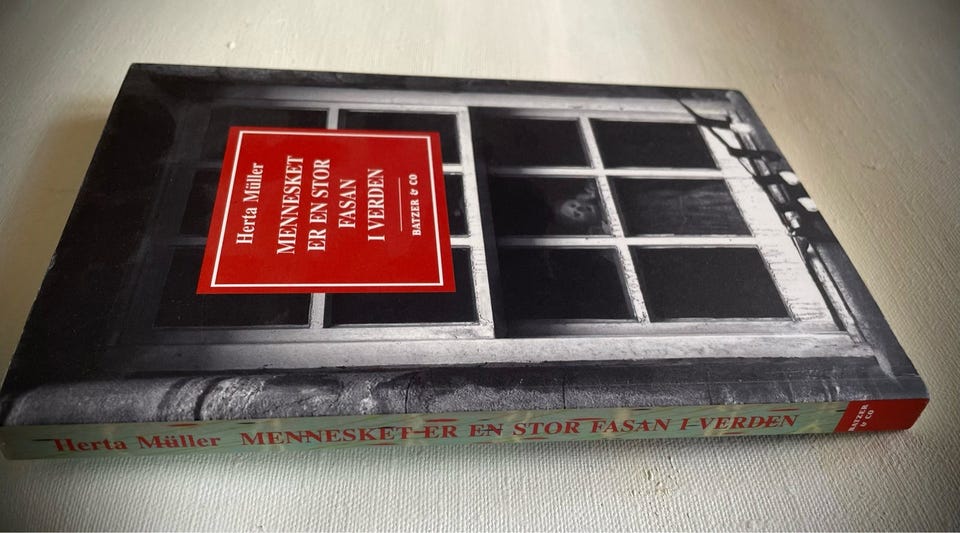 Herta Müller
MENNESKET
ER EN STOR
FASAN
I VERDEN
BATZER & CO
Herta Müller MENNESKET ER EN STOR FASAN I VERDEN
BATZER
& CO